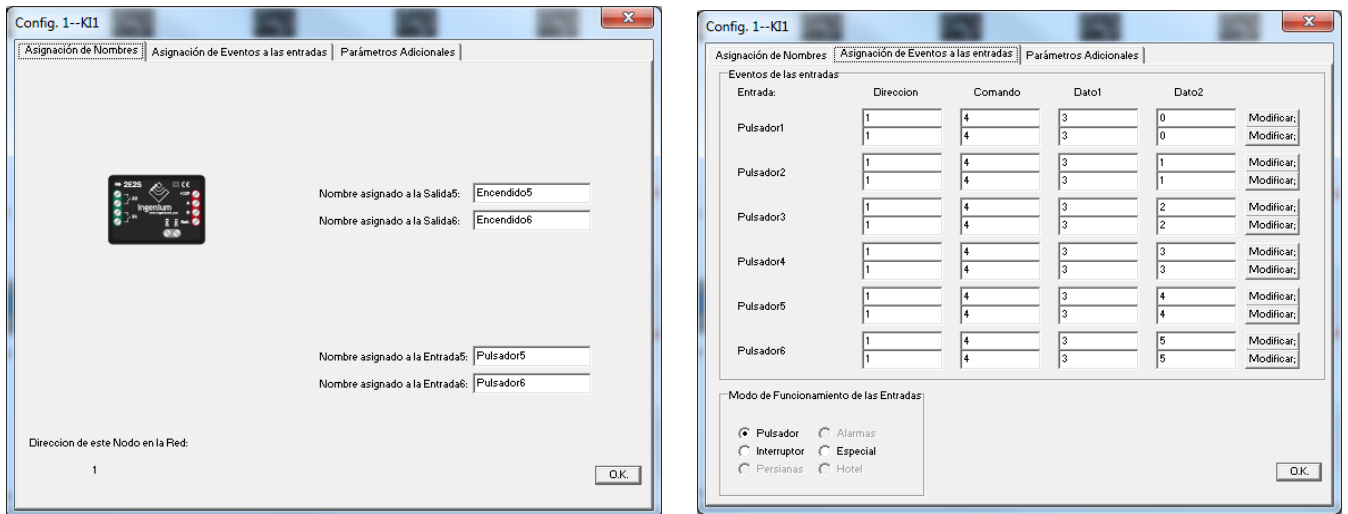 Config. 1--KI1
x
Asignación de Nombres Asignación de Eventos a las entradas Parámetros Adicionales
2E2S CE
ingenium
Nombre asignado a la Salida5: Encendido5
Nombre asignado a la Salida6: Encendido6
Nombre asignado a la Entrada5: Pulsador5
Nombre asignado a la Entrada6: Pulsador6
Direccion de este Nodo en la Red:
1
O.K.
Config. 1--KI1
x
Asignación de Nombres Asignación de Eventos a las entradas Parámetros Adicionales
Eventos de las entradas
Entrada: Direccion Comando Dato1 Dato2
Pulsador1
1 4 3 0 Modificar;
1 4 3 0 Modificar;
Pulsador2
1 4 3 1 Modificar;
1 4 3 1 Modificar;
Pulsador3
1 4 3 2 Modificar;
1 4 3 2 Modificar;
Pulsador4
1 4 3 3 Modificar;
1 4 3 3 Modificar;
Pulsador5
1 4 3 4 Modificar;
1 4 3 4 Modificar;
Pulsador6
1 4 3 5 Modificar;
1 4 3 5 Modificar;
Modo de Funcionamiento de las Entradas
Pulsador Alarmas
Interruptor Especial
Persianas Hotel
O.K.